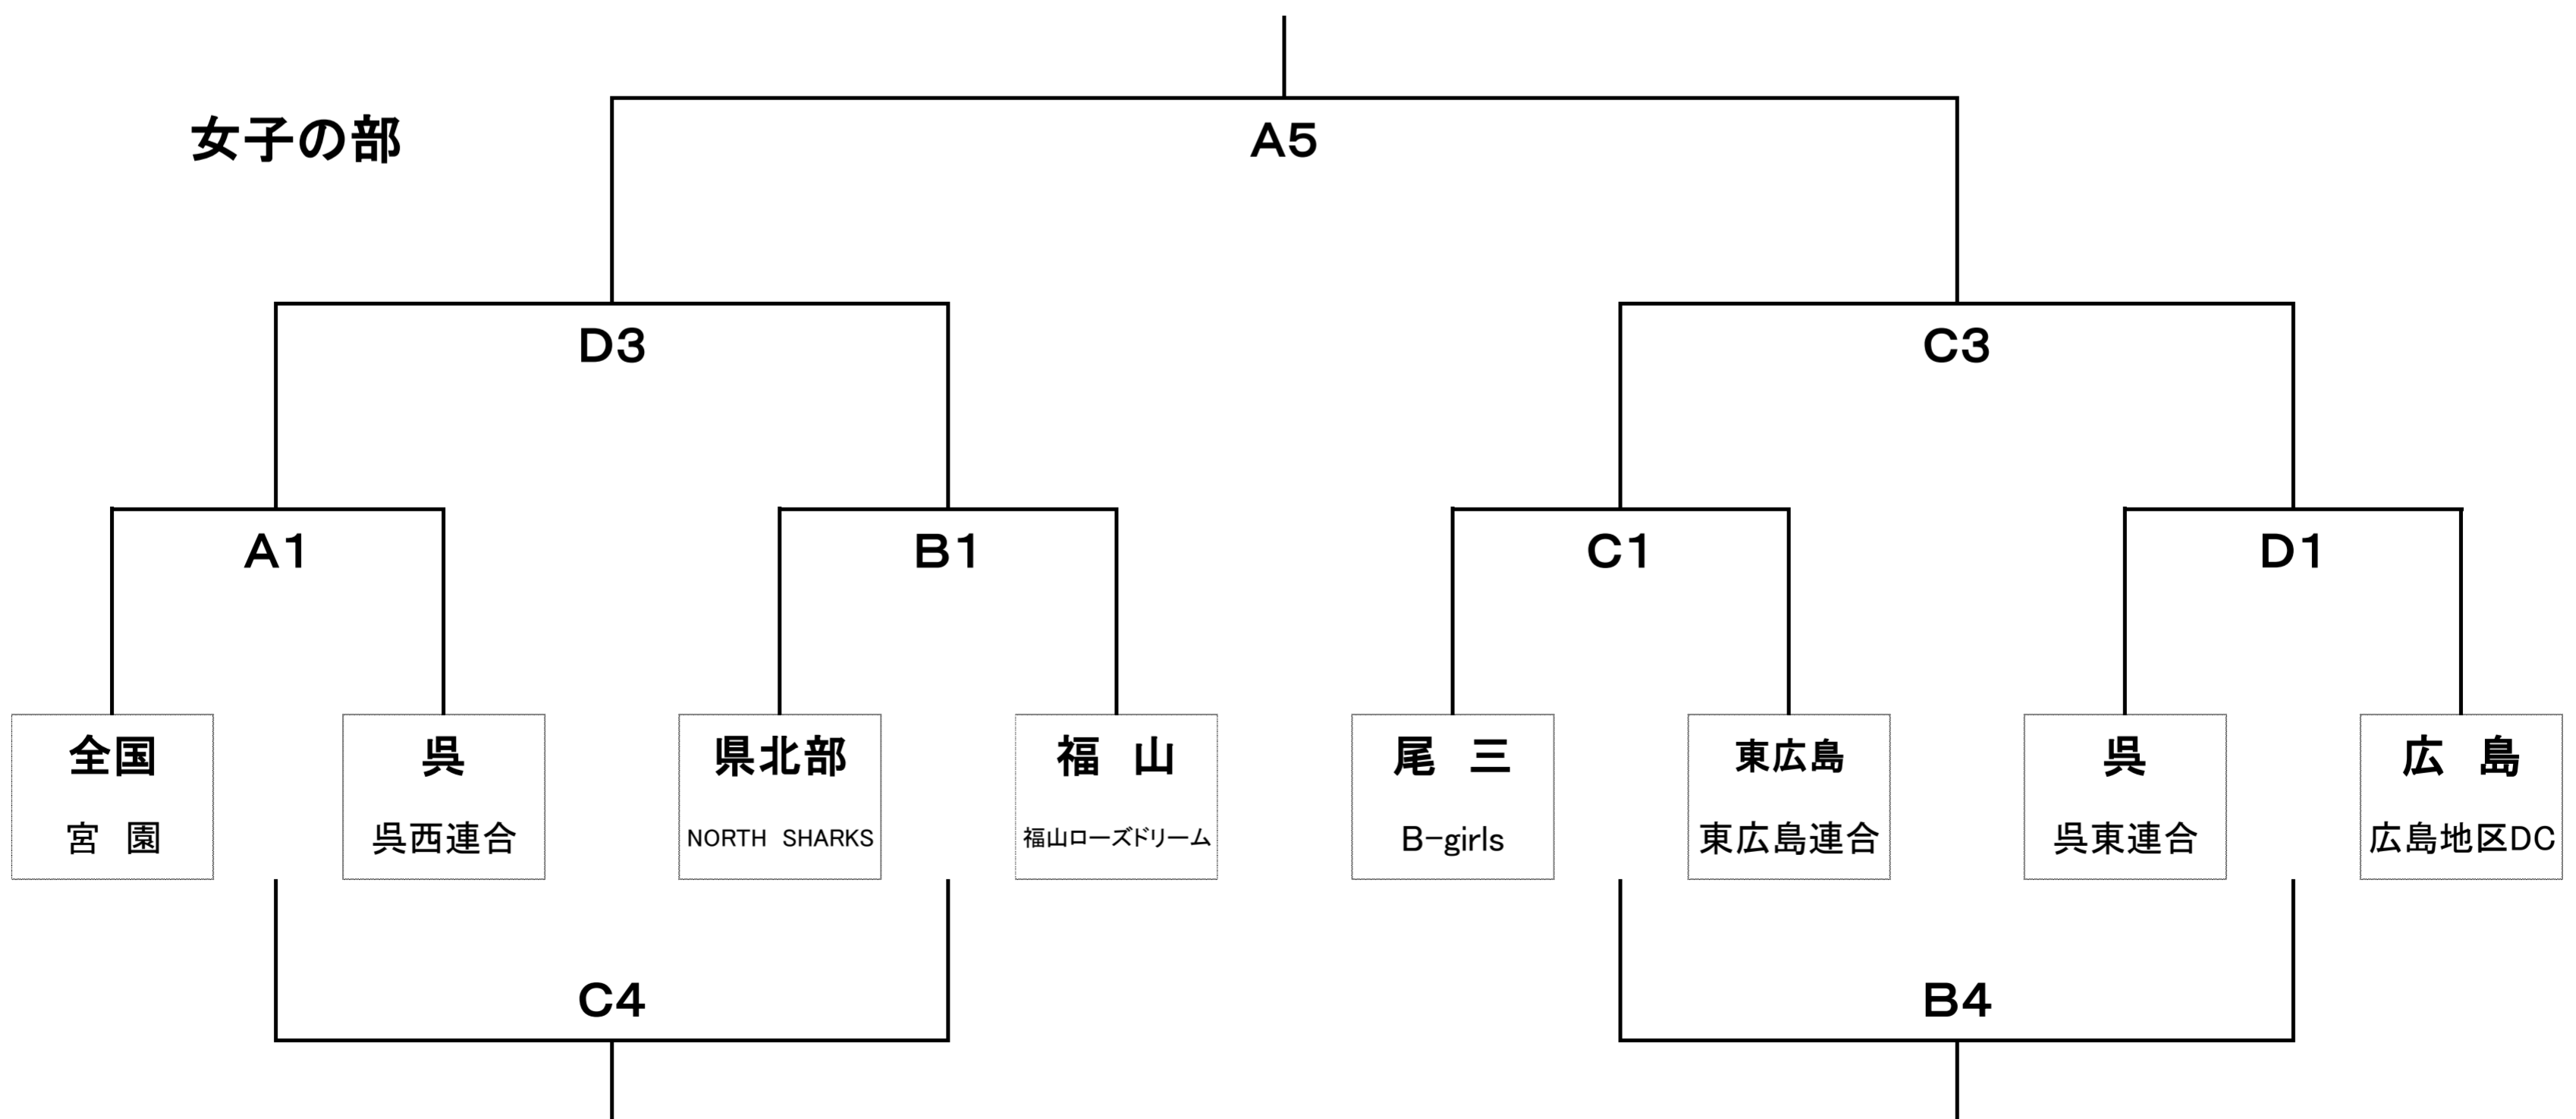 女子の部
A5
D3
C3
A1
B1
C1
D1
全国
宮　園
呉
呉西連合
県北部
NORTH　SHARKS
福　山
福山ローズドリーム
尾　三
B-girls
東広島
東広島連合
呉
呉東連合
広　島
広島地区DC
C4
B4